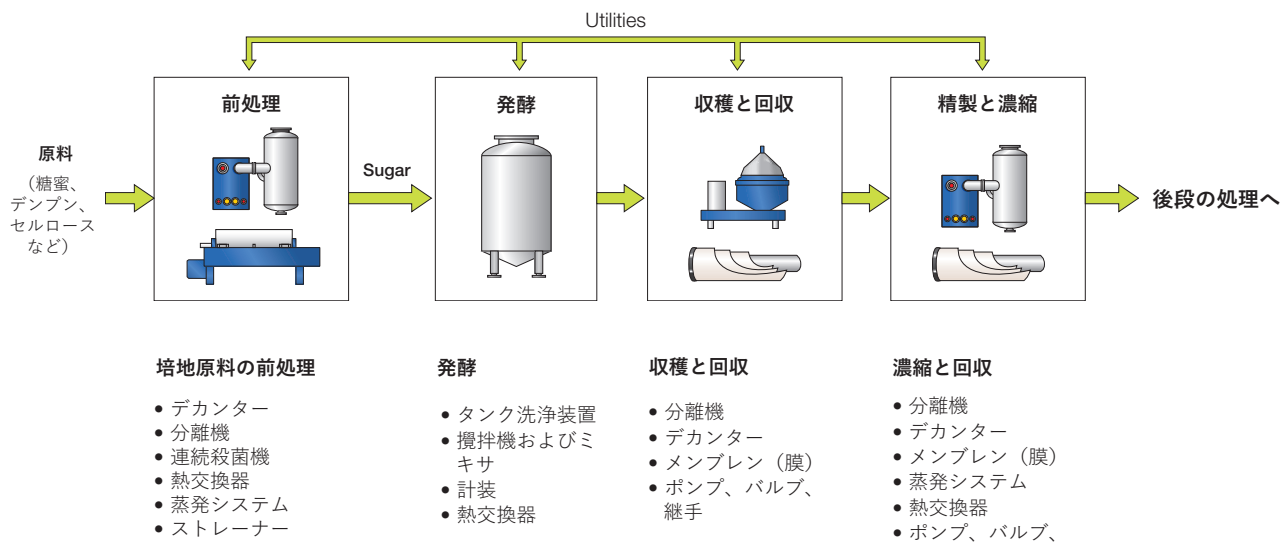 Utilities
前処理
発酵
収穫と回収
精製と濃縮
原料
（糖蜜、
デンプン、
セルロース
など）
Sugar
後段の処理へ
培地原料の前処理
• デカンター
• 分離機
• 連続殺菌機
• 熱交換器
• 蒸発システム
• ストレーナー
発酵
• タンク洗浄装置
• 攪拌機およびミ
キサ
• 計装
• 熱交換器
収穫と回収
• 分離機
• デカンター
• メンブレン（膜）
• ポンプ、バルブ、
継手
濃縮と回収
• 分離機
• デカンター
• メンブレン（膜）
• 蒸発システム
• 熱交換器
• ポンプ、バルブ、